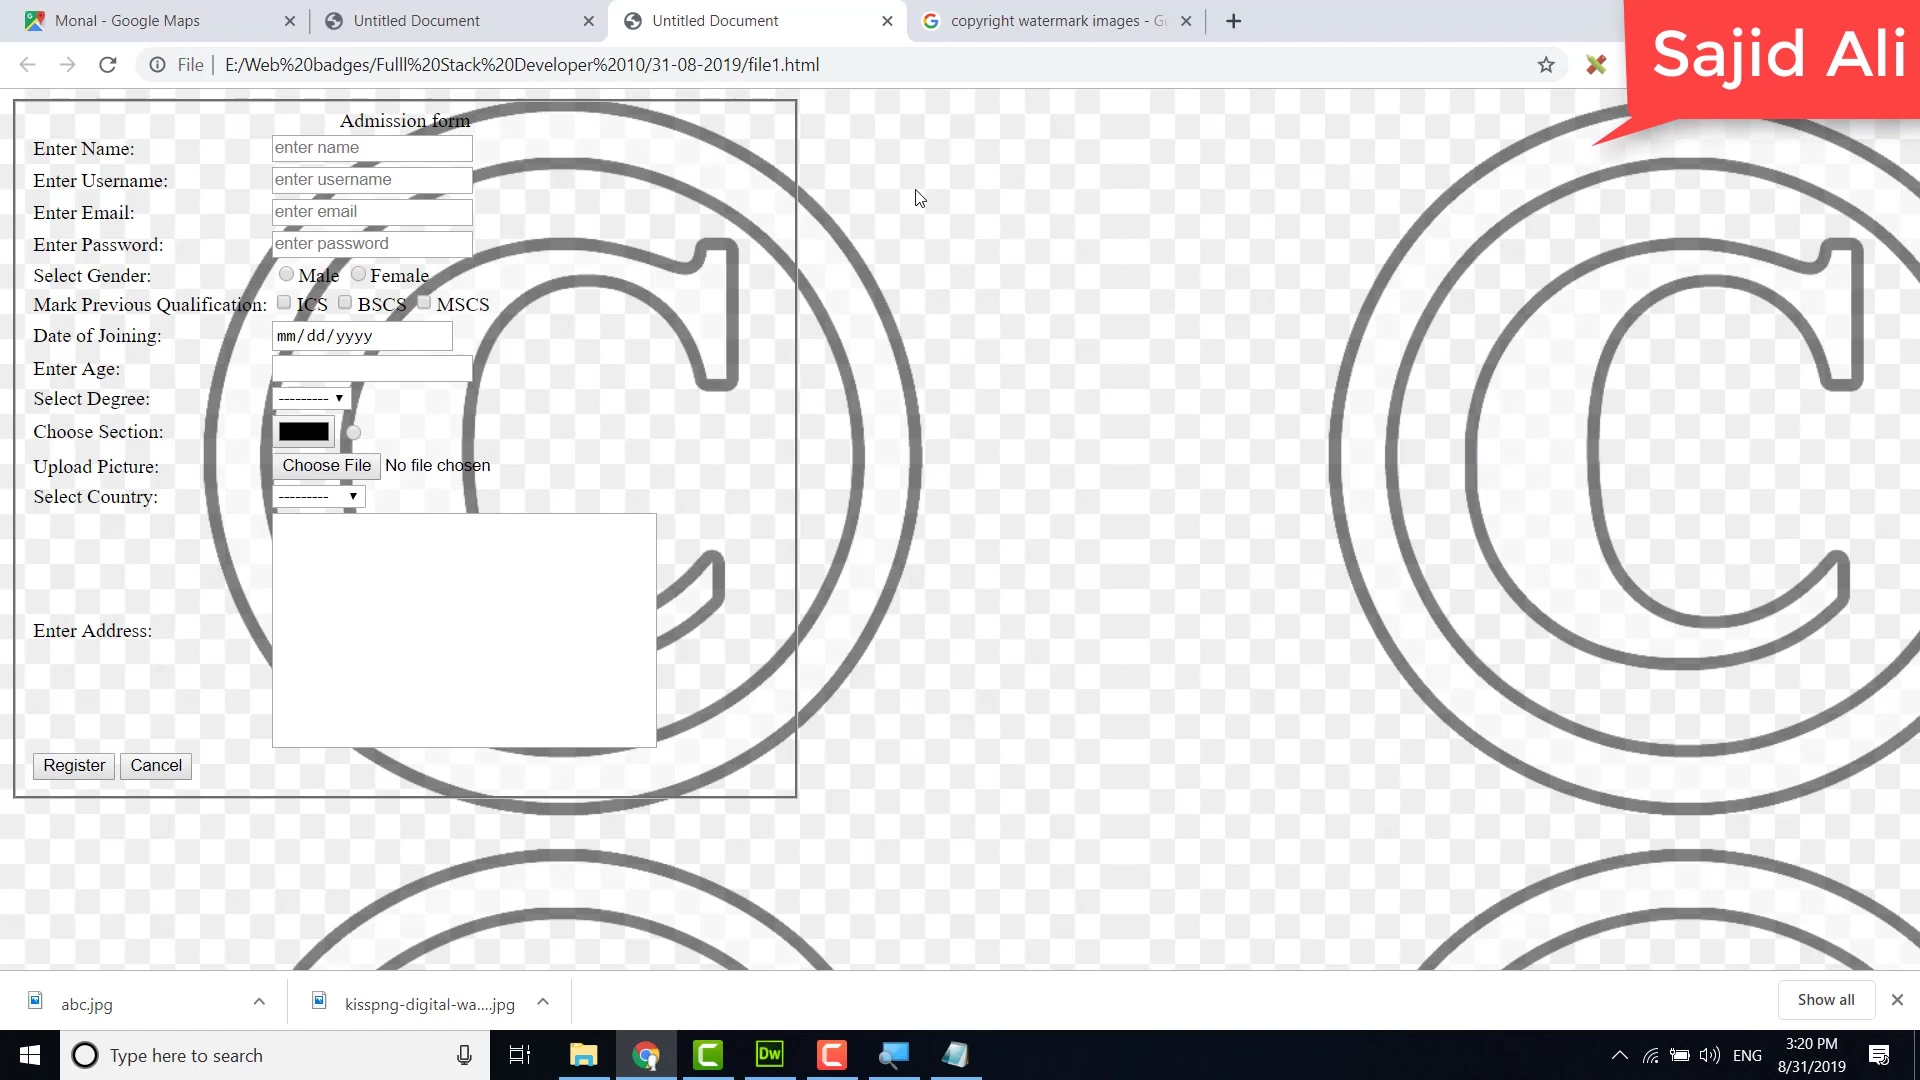 Monal - Google Maps
Untitled Document
Untitled Document
copyright watermark images - Go
Sajid Ali
File | E:/Web%20badges/Fulll%20Stack%20Developer%2010/31-08-2019/file1.html
Admission form
Enter Name: enter name
Enter Username: enter username
Enter Email: enter email
Enter Password: enter password
Select Gender: Male Female
Mark Previous Qualification: ICS BSCS MSCS
Date of Joining: mm/dd/yyyy
Enter Age:
Select Degree: ---------
Choose Section:
Upload Picture: Choose File No file chosen
Select Country: ---------
Enter Address:
Register Cancel
abc.jpg
kisspng-digital-wa....jpg
Show all
Type here to search
Dw
ENG
3:20 PM
8/31/2019